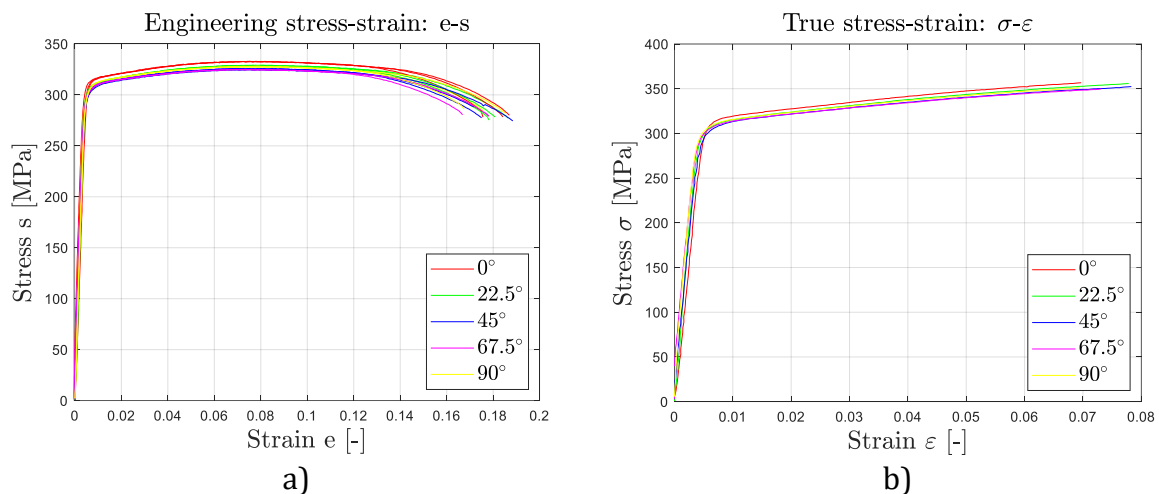 Engineering stress-strain: e-s
Stress s [MPa]
350
300
250
200
150
100
50
0
0°
22.5°
45°
67.5°
90°
0 0.02 0.04 0.06 0.08 0.1 0.12 0.14 0.16 0.18 0.2
Strain e [-]
a)
True stress-strain: σ-ε
Stress σ [MPa]
400
350
300
250
200
150
100
50
0
0°
22.5°
45°
67.5°
90°
0 0.01 0.02 0.03 0.04 0.05 0.06 0.07 0.08
Strain ε [-]
b)